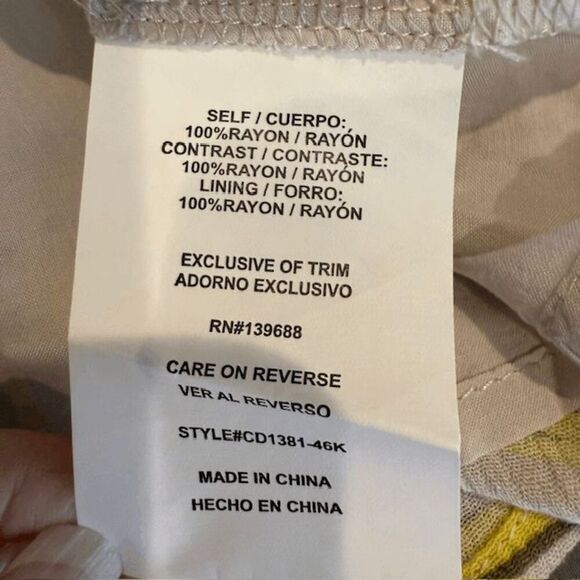 SELF / CUERPO:
100%RAYON / RAYÓN
CONTRAST / CONTRASTE:
100%RAYON / RAYÓN
LINING / FORRO:
100%RAYON / RAYÓN
EXCLUSIVE OF TRIM
ADORNO EXCLUSIVO
RN#139688
CARE ON REVERSE
VER AL REVERSO
STYLE#CD1381-46K
MADE IN CHINA
HECHO EN CHINA